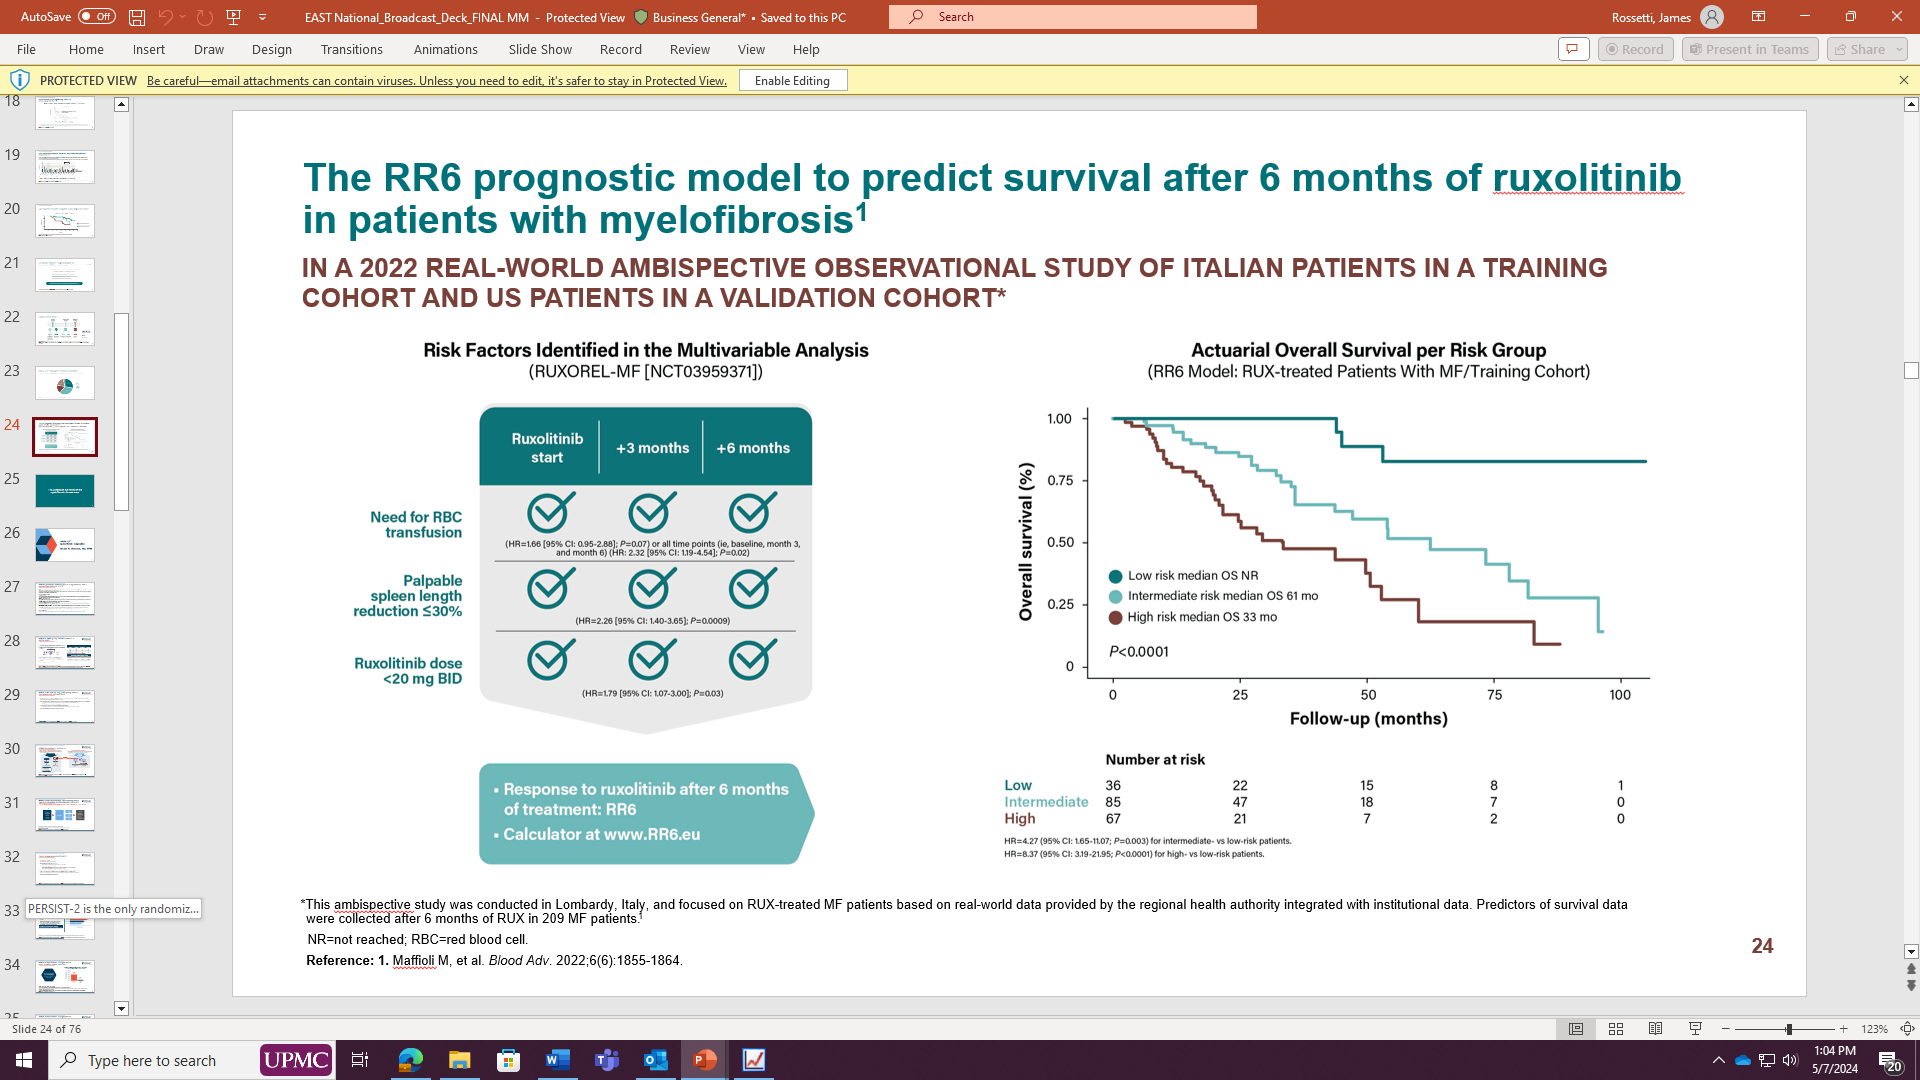 AutoSave Off EAST National_Broadcast_Deck_FINAL MM - Protected View Business General* • Saved to this PC Search Rossetti, James
File Home Insert Draw Design Transitions Animations Slide Show Record Review View Help Record Present in Teams Share
PROTECTED VIEW Be careful—email attachments can contain viruses. Unless you need to edit, it's safer to stay in Protected View. Enable Editing
18
19
20
21
22
23
24
25
26
27
28
29
30
31
32
PERSIST-2 is the only randomiz...
33
34
The RR6 prognostic model to predict survival after 6 months of ruxolitinib
in patients with myelofibrosis1
IN A 2022 REAL-WORLD AMBISPECTIVE OBSERVATIONAL STUDY OF ITALIAN PATIENTS IN A TRAINING
COHORT AND US PATIENTS IN A VALIDATION COHORT*
Risk Factors Identified in the Multivariable Analysis
(RUXOREL-MF [NCT03959371])
Ruxolitinib
start
+3 months
+6 months
Need for RBC
transfusion
(HR=1.66 [95% CI: 0.95-2.88]; P=0.07) or all time points (ie, baseline, month 3,
and month 6) (HR: 2.32 [95% CI: 1.19-4.54]; P=0.02)
Palpable
spleen length
reduction ≤30%
(HR=2.26 [95% CI: 1.40-3.65]; P=0.0009)
Ruxolitinib dose
<20 mg BID
(HR=1.79 [95% CI: 1.07-3.00]; P=0.03)
• Response to ruxolitinib after 6 months
of treatment: RR6
• Calculator at www.RR6.eu
Actuarial Overall Survival per Risk Group
(RR6 Model: RUX-treated Patients With MF/Training Cohort)
Overall survival (%)
1.00
0.75
0.50
0.25
0
Low risk median OS NR
Intermediate risk median OS 61 mo
High risk median OS 33 mo
P<0.0001
0 25 50 75 100
Follow-up (months)
Number at risk
Low 36 22 15 8 1
Intermediate 85 47 18 7 0
High 67 21 7 2 0
HR=4.27 (95% CI: 1.65-11.07; P=0.003) for intermediate- vs low-risk patients.
HR=8.37 (95% CI: 3.19-21.95; P<0.0001) for high- vs low-risk patients.
*This ambispective study was conducted in Lombardy, Italy, and focused on RUX-treated MF patients based on real-world data provided by the regional health authority integrated with institutional data. Predictors of survival data
were collected after 6 months of RUX in 209 MF patients.1
NR=not reached; RBC=red blood cell.
Reference: 1. Maffioli M, et al. Blood Adv. 2022;6(6):1855-1864.
24
Slide 24 of 76 123%
Type here to search UPMC 1:04 PM
5/7/2024 20